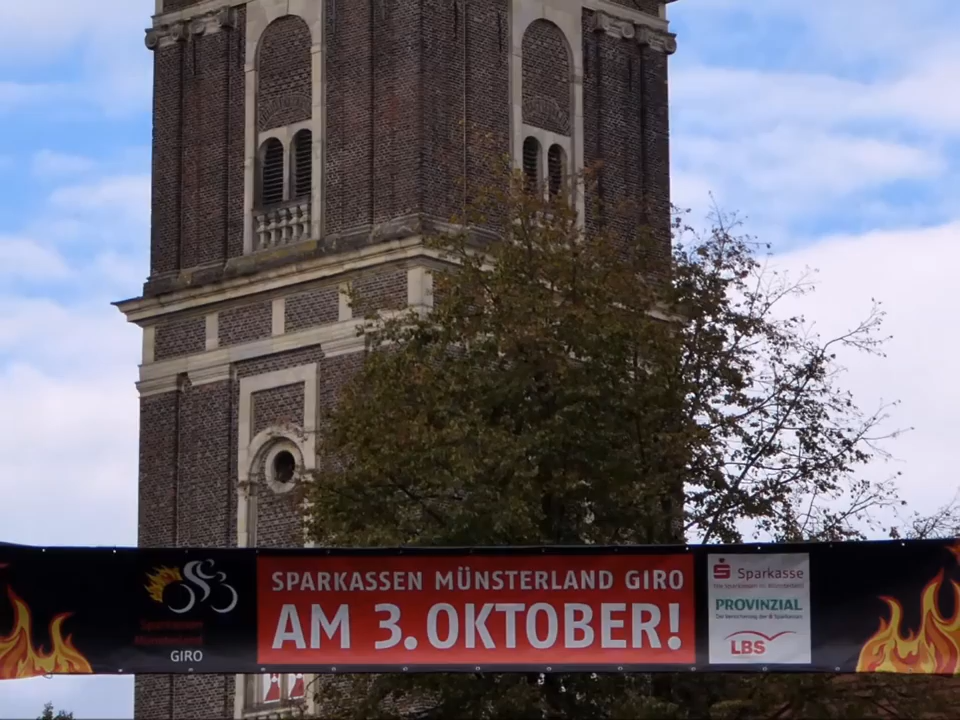 SPARKASSEN MÜNSTERLAND GIRO
AM 3. OKTOBER!
GIRO
Sparkasse
PROVINZIAL
LBS